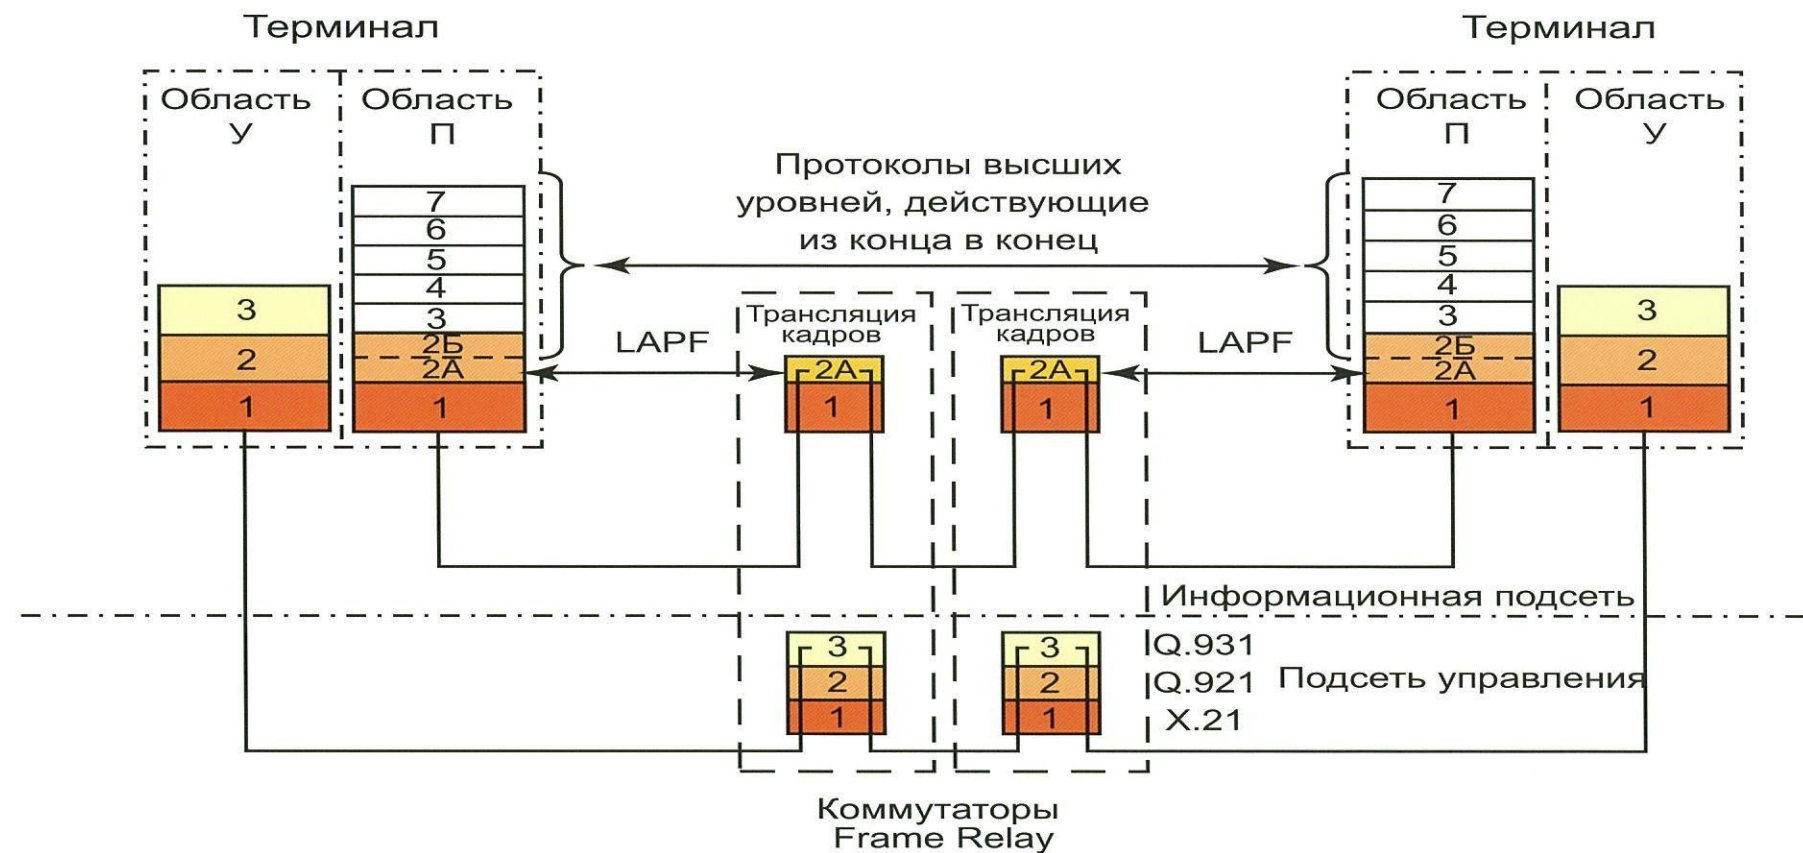 Терминал
Терминал
Область
У
Область
П
Область
П
Область
У
Протоколы высших
уровней, действующие
из конца в конец
7
6
5
4
3
2Б
2А
1
3
2
1
7
6
5
4
3
2Б
2А
1
3
2
1
LAPF
LAPF
Трансляция
кадров
2А
1
Трансляция
кадров
2А
1
Информационная подсеть
3
2
1
3
2
1
Q.931
Q.921
X.21
Подсеть управления
Коммутаторы
Frame Relay